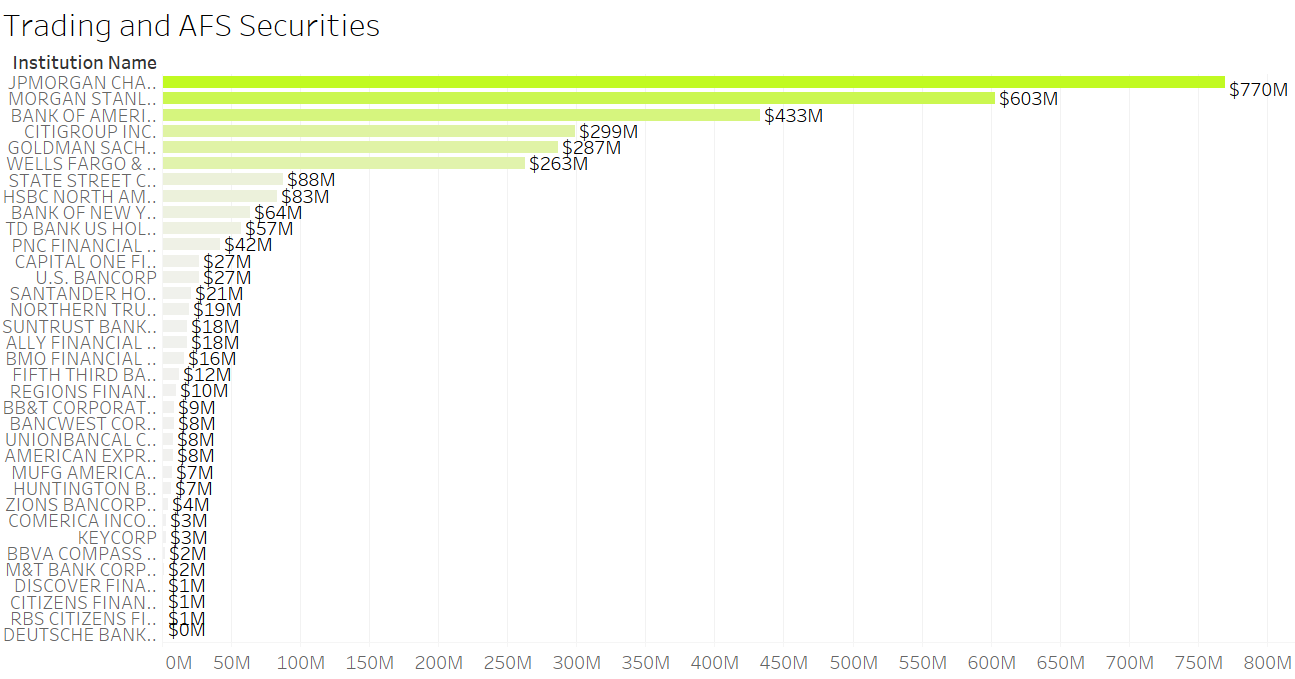 Trading and AFS Securities
Institution Name
JPMORGAN CHA.. $770M
MORGAN STANL.. $603M
BANK OF AMERI.. $433M
CITIGROUP INC. $299M
GOLDMAN SACH.. $287M
WELLS FARGO & .. $263M
STATE STREET C.. $88M
HSBC NORTH AM.. $83M
BANK OF NEW Y.. $64M
TD BANK US HOL.. $57M
PNC FINANCIAL .. $42M
CAPITAL ONE FI.. $27M
U.S. BANCORP $27M
SANTANDER HO.. $21M
NORTHERN TRU.. $19M
SUNTRUST BANK.. $18M
ALLY FINANCIAL .. $18M
BMO FINANCIAL .. $16M
FIFTH THIRD BA.. $12M
REGIONS FINAN.. $10M
BB&T CORPORAT.. $9M
BANCWEST COR.. $8M
UNIONBANCAL C.. $8M
AMERICAN EXPR.. $8M
MUFG AMERICA.. $7M
HUNTINGTON B.. $7M
ZIONS BANCORP.. $4M
COMERICA INCO.. $3M
KEYCORP $3M
BBVA COMPASS .. $2M
M&T BANK CORP.. $2M
DISCOVER FINA.. $1M
CITIZENS FINAN.. $1M
RBS CITIZENS FI.. $1M
DEUTSCHE BANK.. $0M
0M 50M 100M 150M 200M 250M 300M 350M 400M 450M 500M 550M 600M 650M 700M 750M 800M